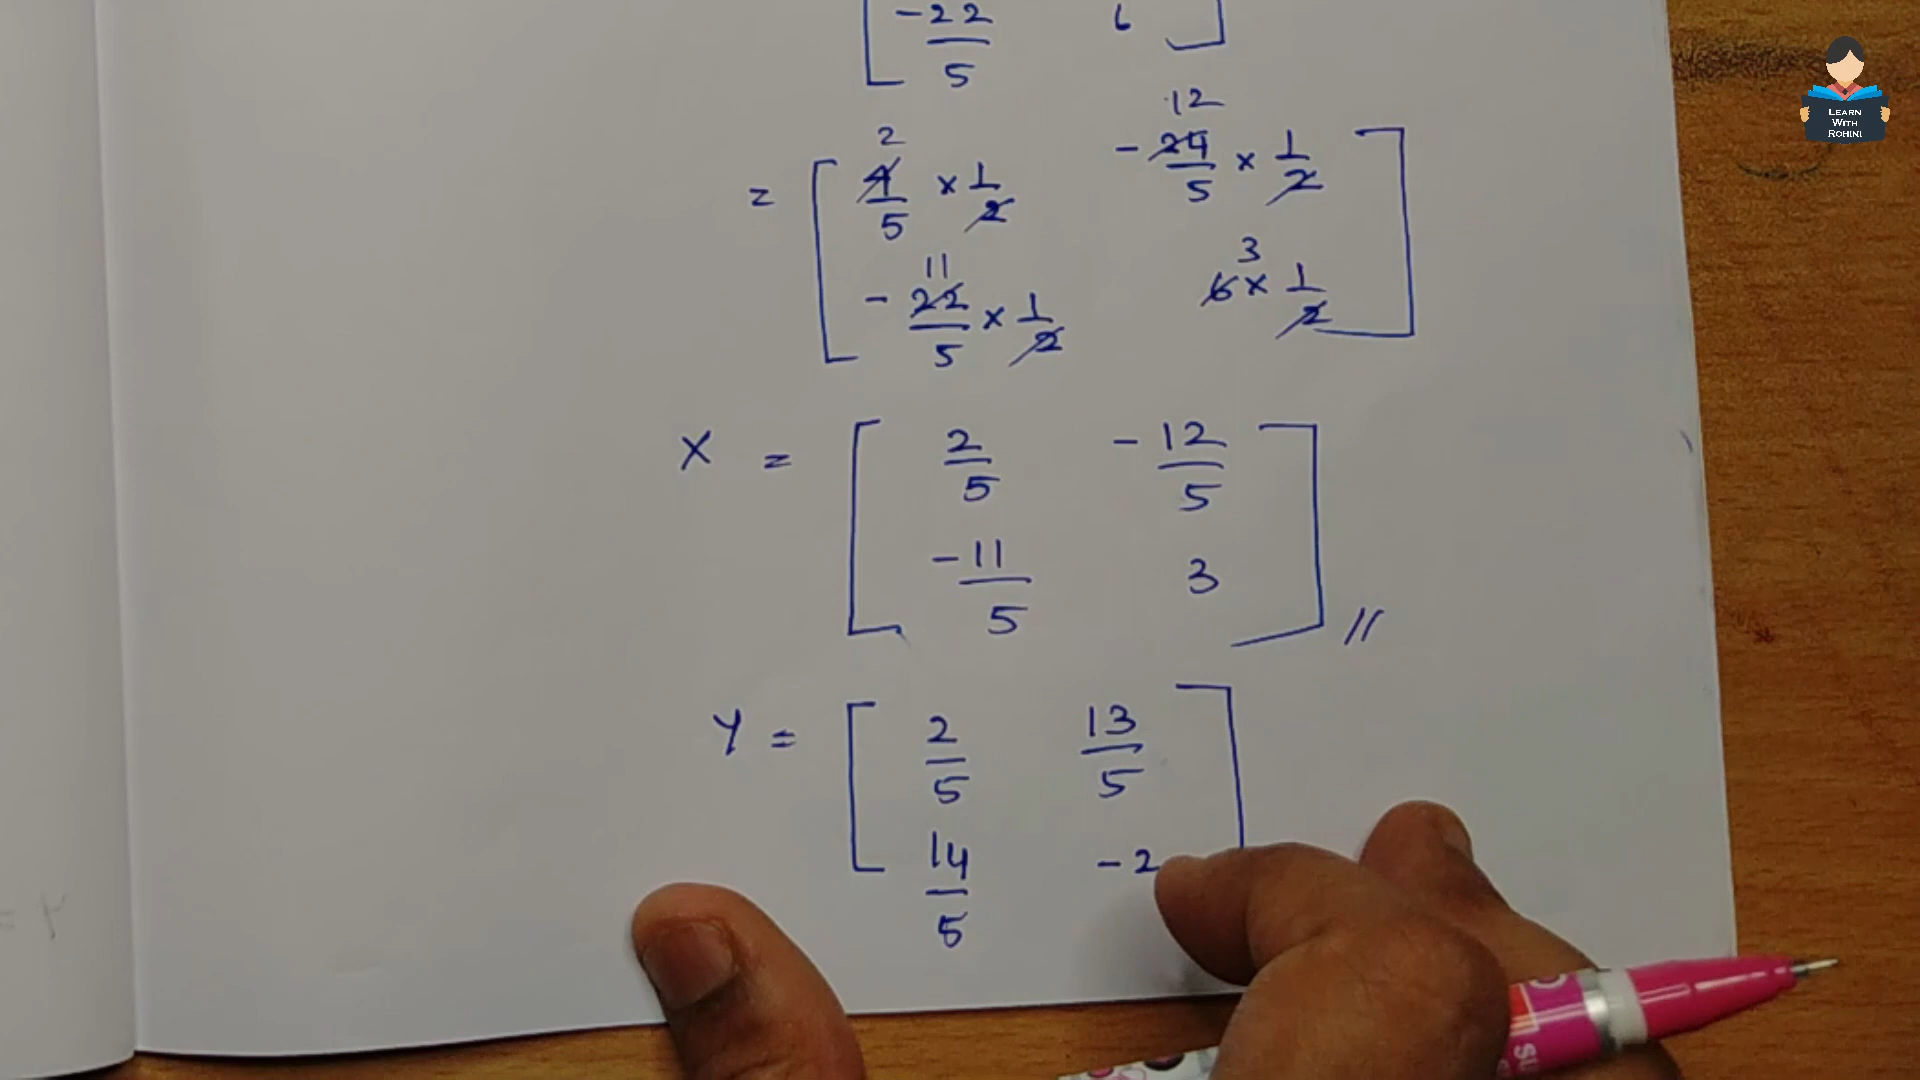 -22/5 6
= [ 4/5 × 1/2 2 -24/5 × 1/2 12
-22/5 × 1/2 11 6 × 1/2 3 ]
X = [ 2/5 -12/5
-11/5 3 ] //
Y = [ 2/5 13/5
14/5 -2
LEARN
WITH
ROHINI